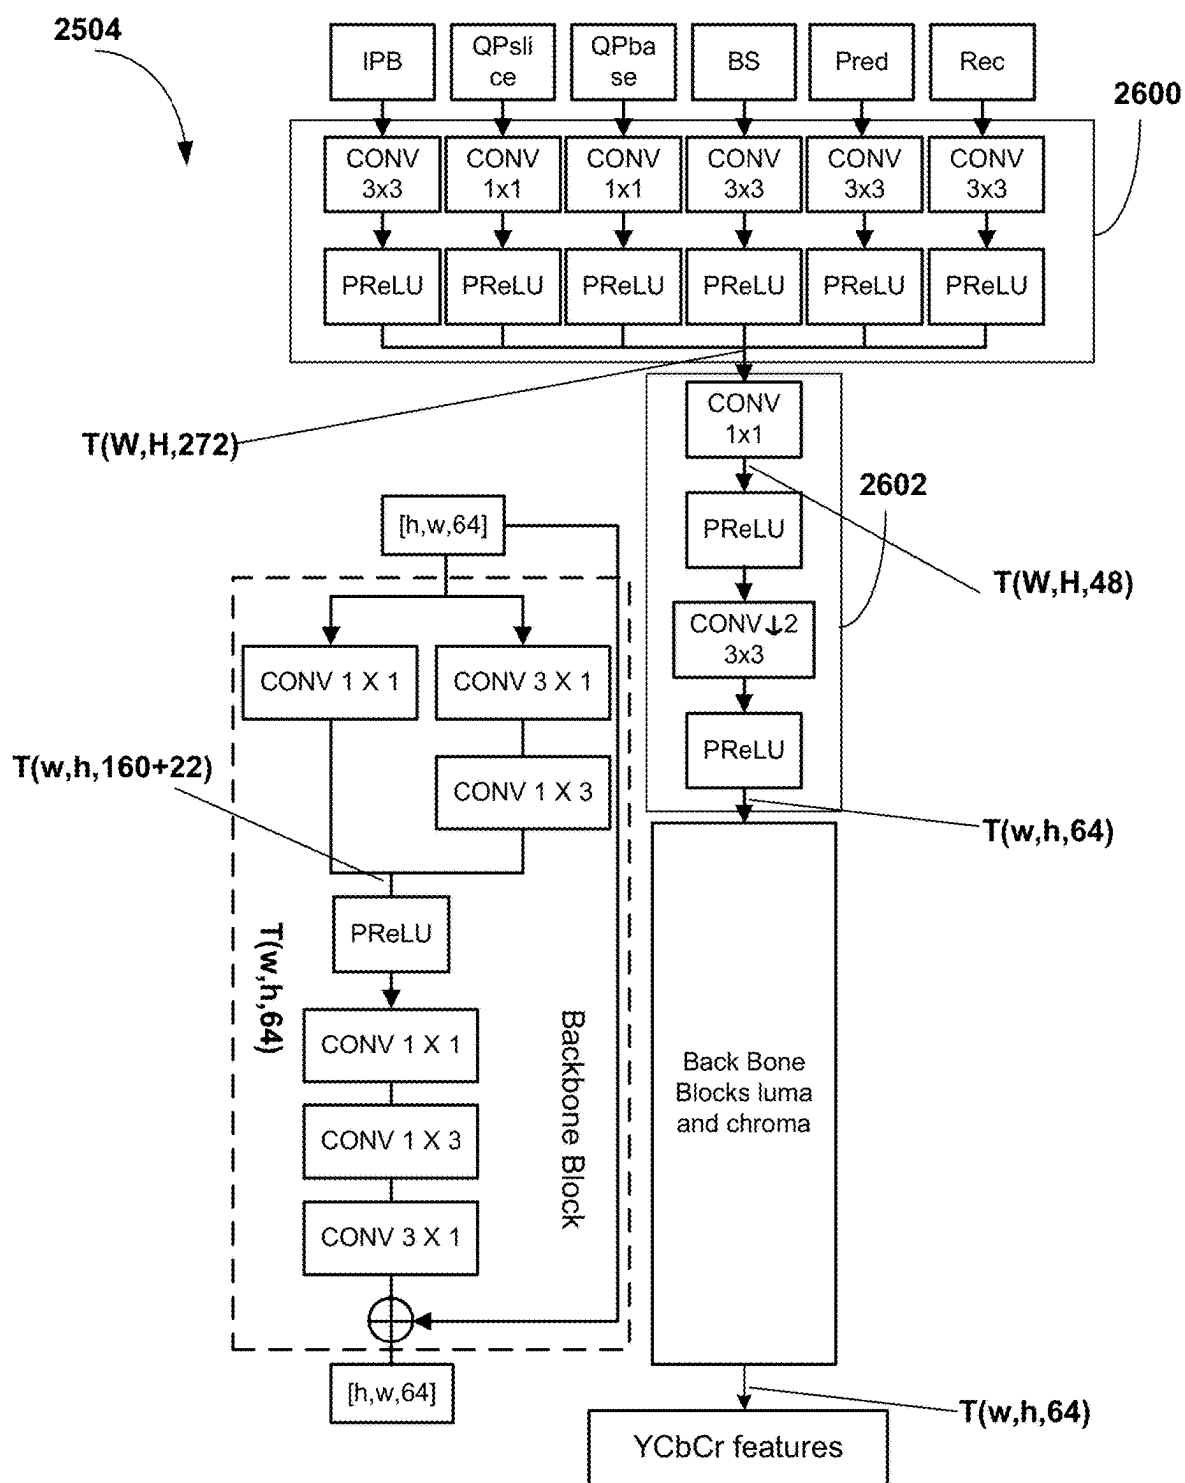 2504
IPB
QPsli
ce
QPba
se
BS
Pred
Rec
2600
CONV
3x3
CONV
1x1
CONV
1x1
CONV
3x3
CONV
3x3
CONV
3x3
PReLU
PReLU
PReLU
PReLU
PReLU
PReLU
T(W,H,272)
CONV
1x1
2602
PReLU
T(W,H,48)
CONV↓2
3x3
PReLU
T(w,h,64)
[h,w,64]
CONV 1 X 1
CONV 3 X 1
CONV 1 X 3
T(w,h,160+22)
PReLU
T(w,h,64)
CONV 1 X 1
CONV 1 X 3
CONV 3 X 1
Backbone Block
[h,w,64]
Back Bone
Blocks luma
and chroma
T(w,h,64)
YCbCr features